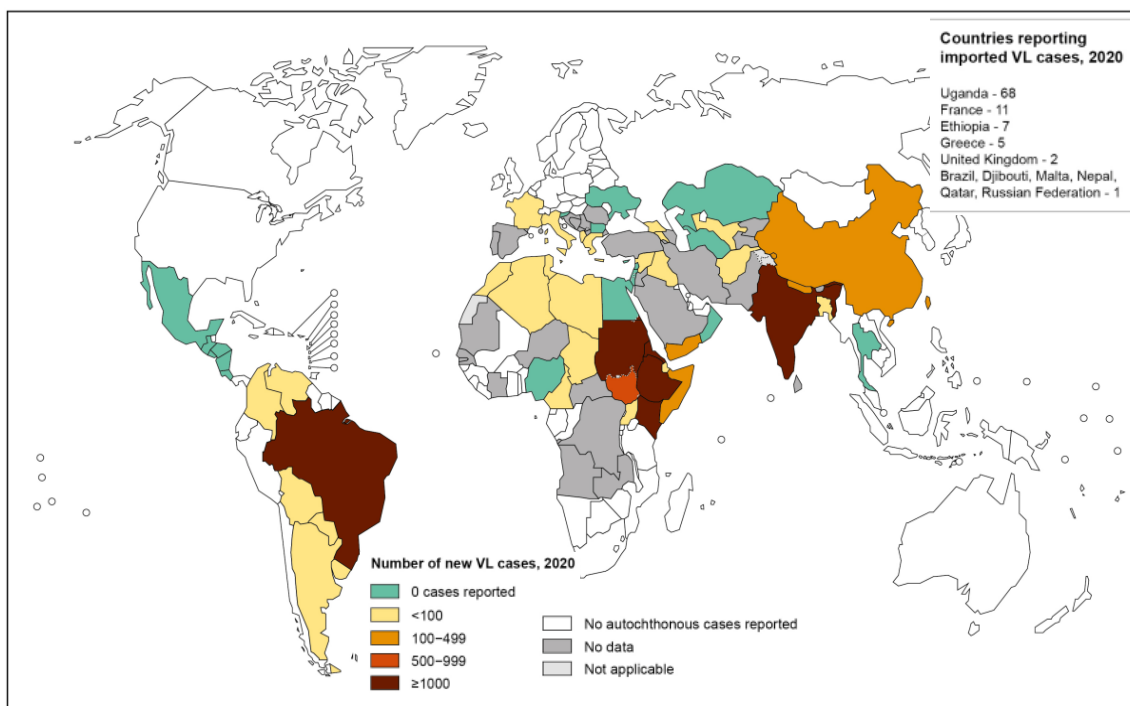 Countries reporting
imported VL cases, 2020
Uganda - 68
France - 11
Ethiopia - 7
Greece - 5
United Kingdom - 2
Brazil, Djibouti, Malta, Nepal,
Qatar, Russian Federation - 1
Number of new VL cases, 2020
0 cases reported
<100
100–499
500–999
≥1000
No autochthonous cases reported
No data
Not applicable